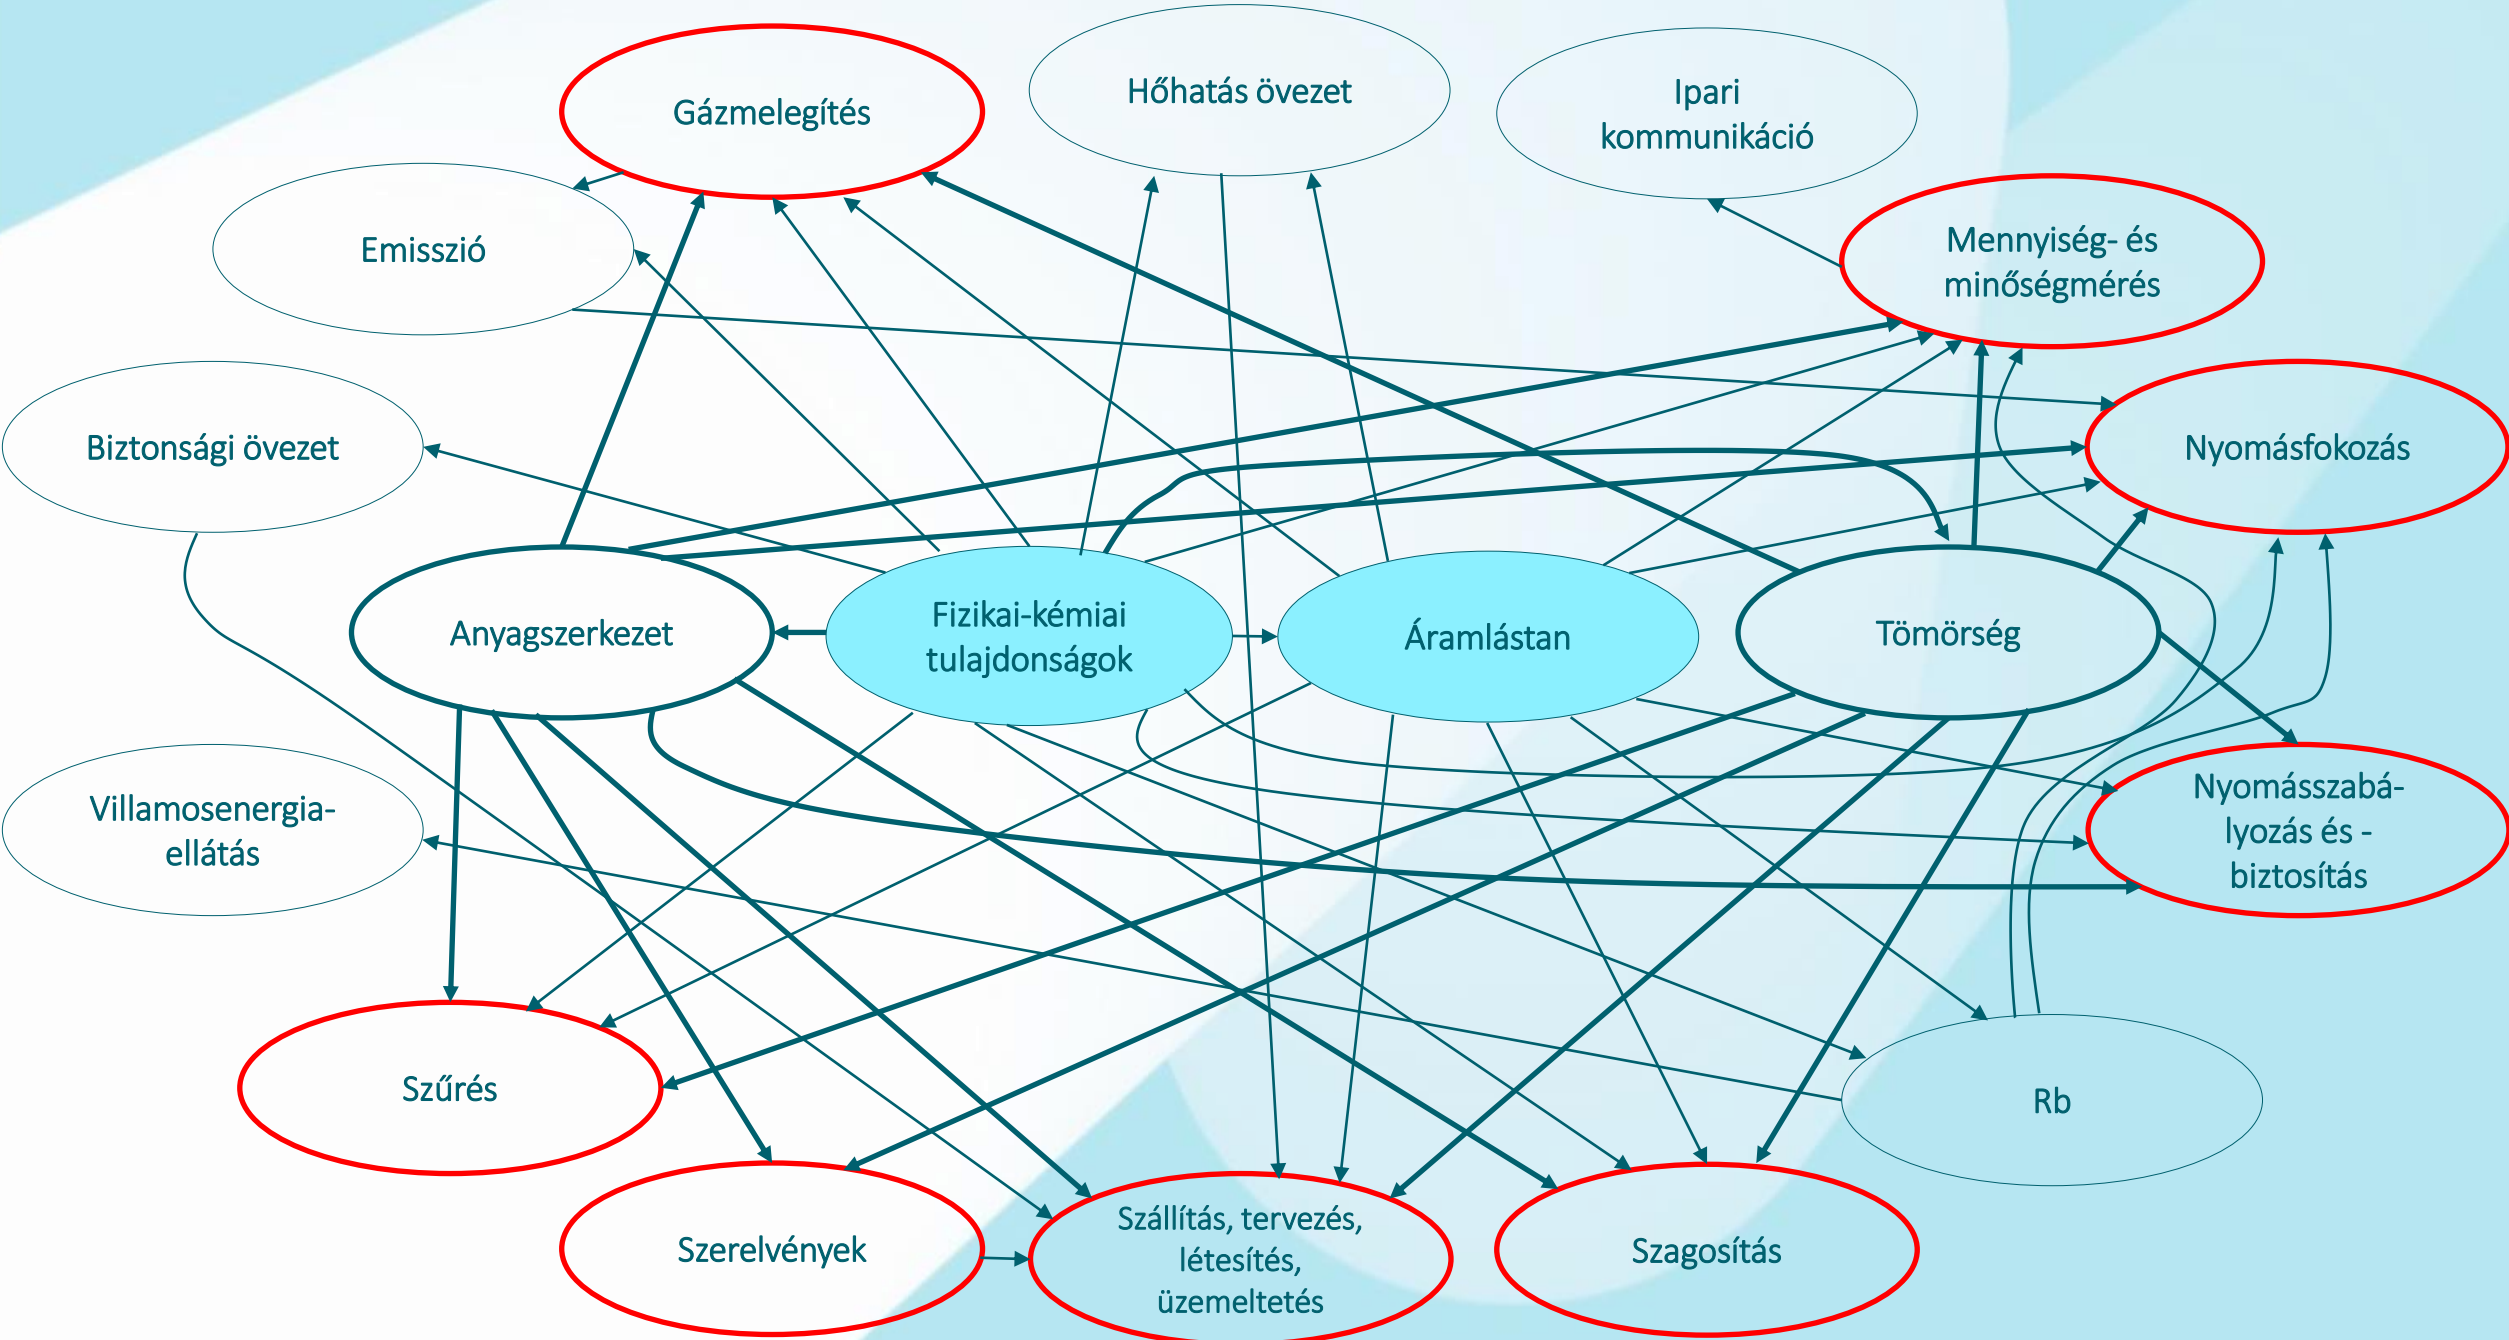 Gázmelegítés
Hőhatás övezet
Ipari
kommunikáció
Emisszió
Mennyiség- és
minőségmérés
Biztonsági övezet
Nyomásfokozás
Anyagszerkezet
Fizikai-kémiai
tulajdonságok
Áramlástan
Tömörség
Villamosenergia-
ellátás
Nyomásszabá-
lyozás és -
biztosítás
Szűrés
Rb
Szerelvények
Szállítás, tervezés,
létesítés,
üzemeltetés
Szagosítás